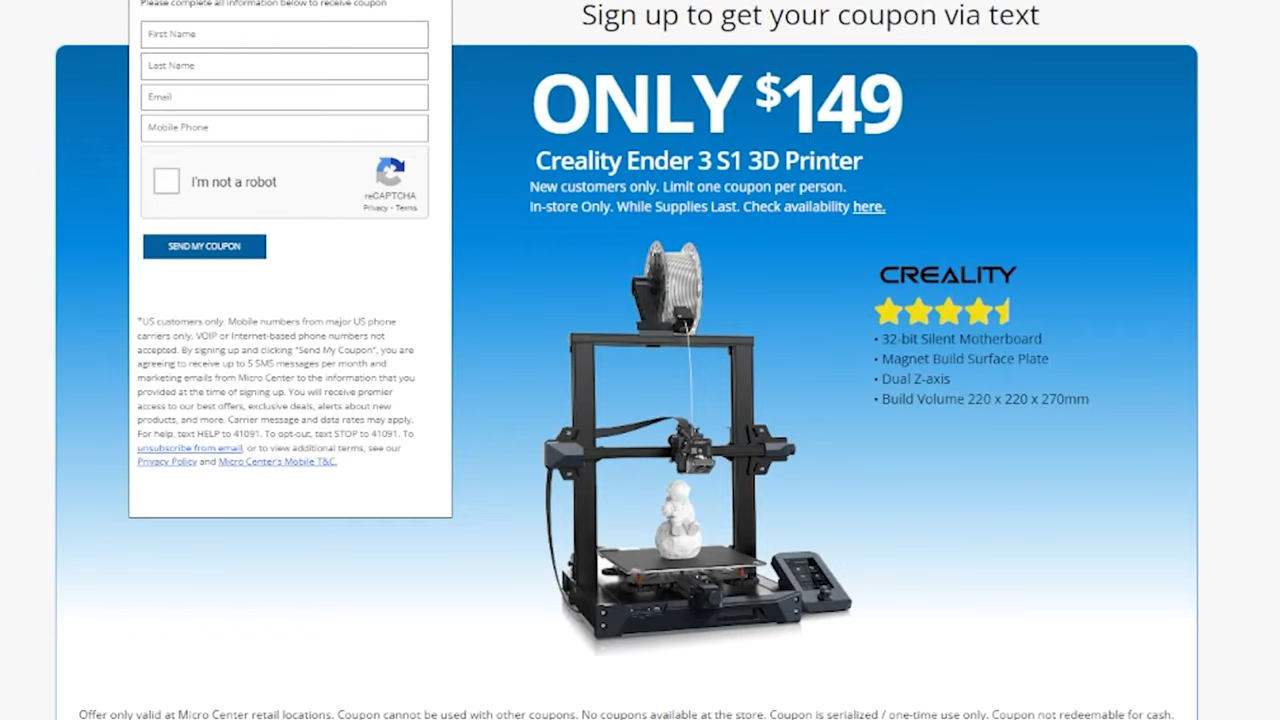 Please complete all information below to receive coupon
First Name
Last Name
Email
Mobile Phone
I'm not a robot
reCAPTCHA
Privacy - Terms
SEND MY COUPON
*US customers only. Mobile numbers from major US phone
carriers only. VOIP or Internet-based phone numbers not
accepted. By signing up and clicking "Send My Coupon", you are
agreeing to receive up to 5 SMS messages per month and
marketing emails from Micro Center to the information that you
provided at the time of signing up. You will receive premier
access to our best offers, exclusive deals, alerts about new
products, and more. Carrier message and data rates may apply.
For help, text HELP to 41091. To opt-out, text STOP to 41091. To
unsubscribe from email, or to view additional terms, see our
Privacy Policy and Micro Center's Mobile T&C.
Sign up to get your coupon via text
ONLY $149
Creality Ender 3 S1 3D Printer
New customers only. Limit one coupon per person.
In-store Only. While Supplies Last. Check availability here.
CREALITY
• 32-bit Silent Motherboard
• Magnet Build Surface Plate
• Dual Z-axis
• Build Volume 220 x 220 x 270mm
Offer only valid at Micro Center retail locations. Coupon cannot be used with other coupons. No coupons available at the store. Coupon is serialized / one-time use only. Coupon not redeemable for cash.